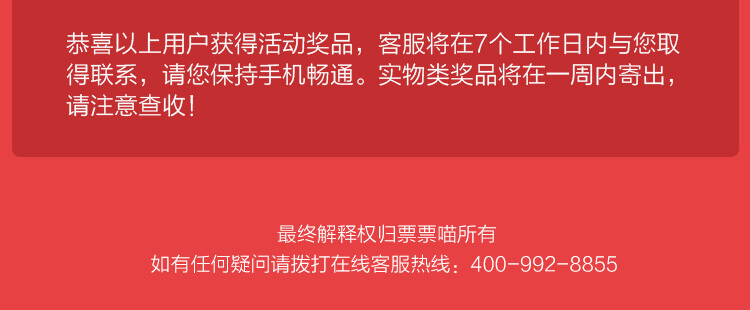 恭喜以上用户获得活动奖品，客服将在7个工作日内与您取
得联系，请您保持手机畅通。实物类奖品将在一周内寄出，
请注意查收！
最终解释权归票票喵所有
如有任何疑问请拨打在线客服热线：400-992-8855